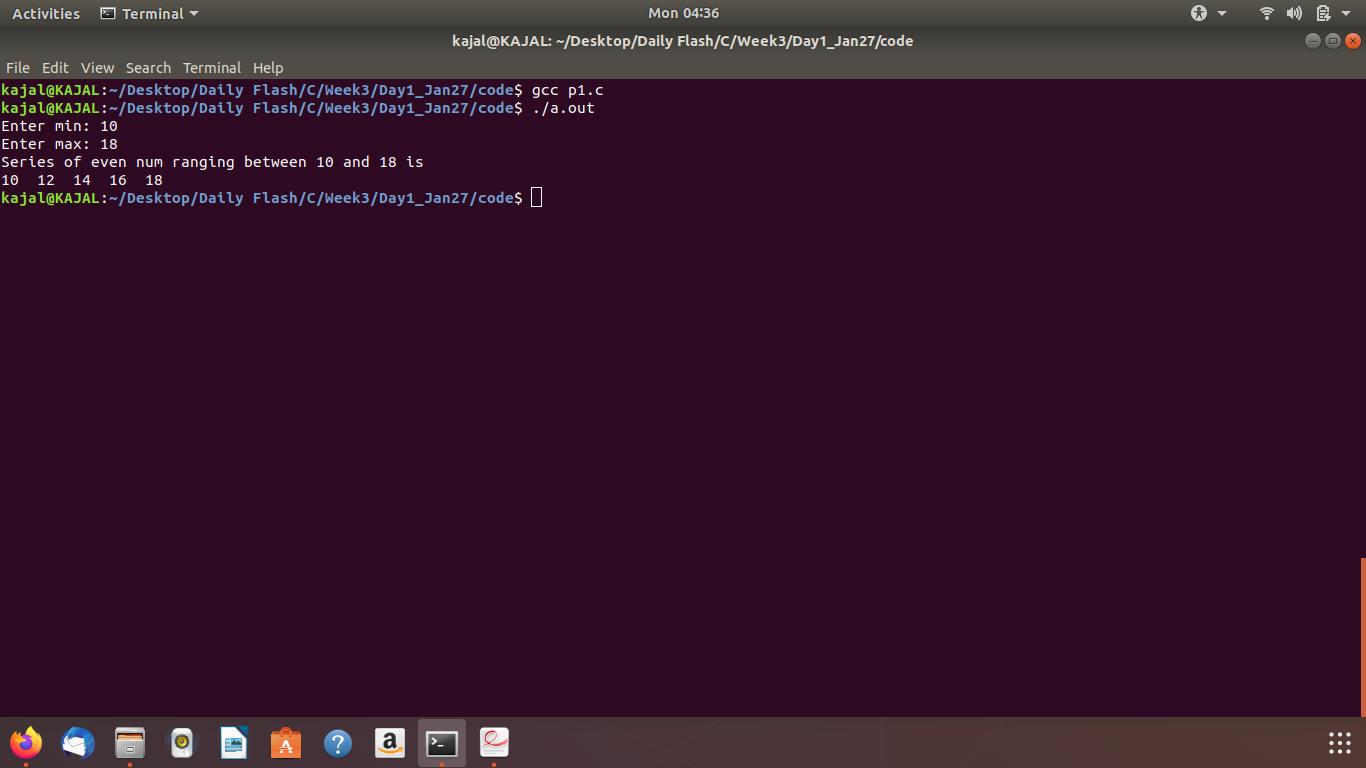 Activities Terminal Mon 04:36
kajal@KAJAL: ~/Desktop/Daily Flash/C/Week3/Day1_Jan27/code
File Edit View Search Terminal Help
kajal@KAJAL:~/Desktop/Daily Flash/C/Week3/Day1_Jan27/code$ gcc p1.c
kajal@KAJAL:~/Desktop/Daily Flash/C/Week3/Day1_Jan27/code$ ./a.out
Enter min: 10
Enter max: 18
Series of even num ranging between 10 and 18 is
10  12  14  16  18
kajal@KAJAL:~/Desktop/Daily Flash/C/Week3/Day1_Jan27/code$